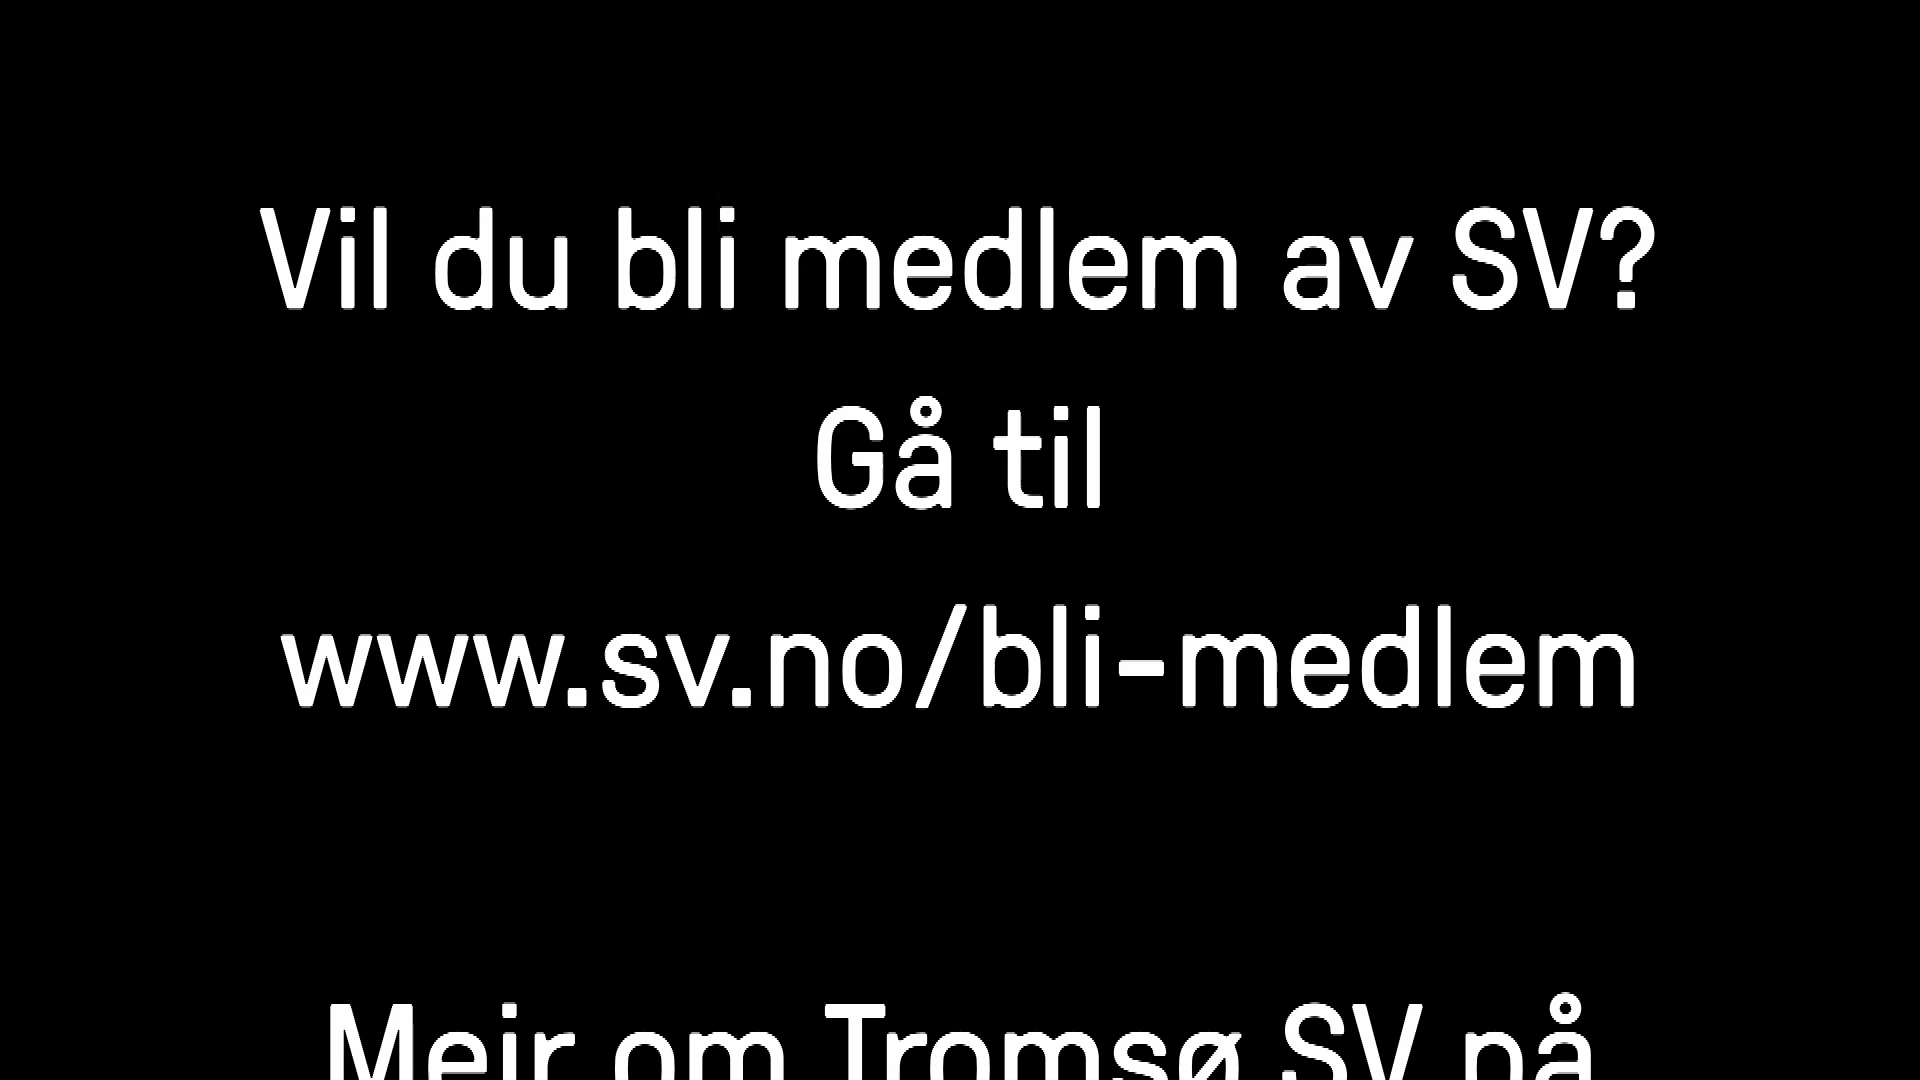 Vil du bli medlem av SV?
Gå til
www.sv.no/bli-medlem
Meir om Tromsø SV på